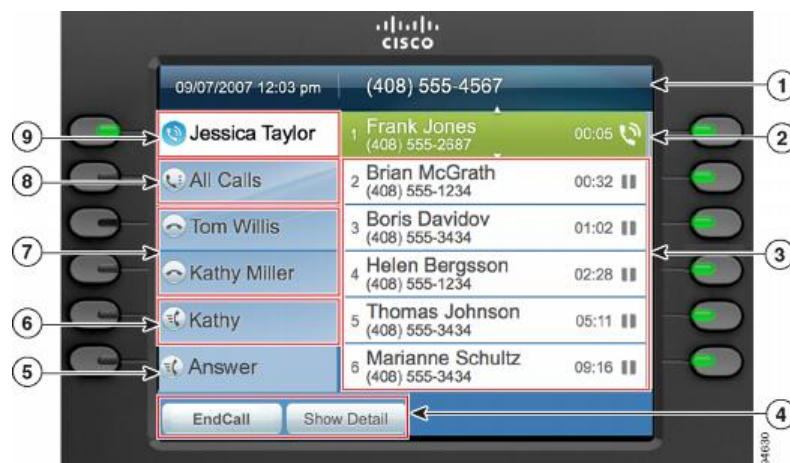 CISCO
09/07/2007 12:03 pm
(408) 555-4567
1
9
Jessica Taylor
1 Frank Jones 00:05
(408) 555-2687
2
8
All Calls
2 Brian McGrath 00:32
(408) 555-1234
7
Tom Willis
3 Boris Davidov 01:02
(408) 555-3434
3
Kathy Miller
4 Helen Bergsson 02:28
(408) 555-1234
6
Kathy
5 Thomas Johnson 05:11
(408) 555-3434
5
Answer
6 Marianne Schultz 09:16
(408) 555-3434
EndCall
Show Detail
4